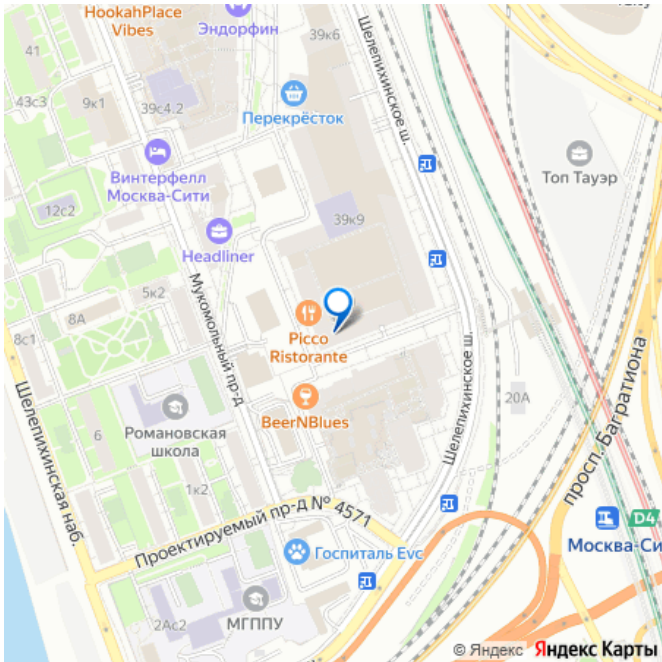 HookahPlace
Vibes
Эндорфин
39к6
41
43с3
9к1
39с4.2
Перекрёсток
Шелепихинское ш.
Винтерфелл
Москва-Сити
Топ Тауэр
12с2
39к9
Headliner
5к2
8А
8с1
Мукомольный пр-д
Picco
Ristorante
Шелепихинское ш.
просп. Багратиона
20А
BeerNBlues
Романовская
школа
6
1к2
Шелепихинская наб.
Проектируемый пр-д № 4571
D4
Москва-Си
Госпиталь Evc
МГППУ
2Ас2
© Яндекс Яндекс Карты